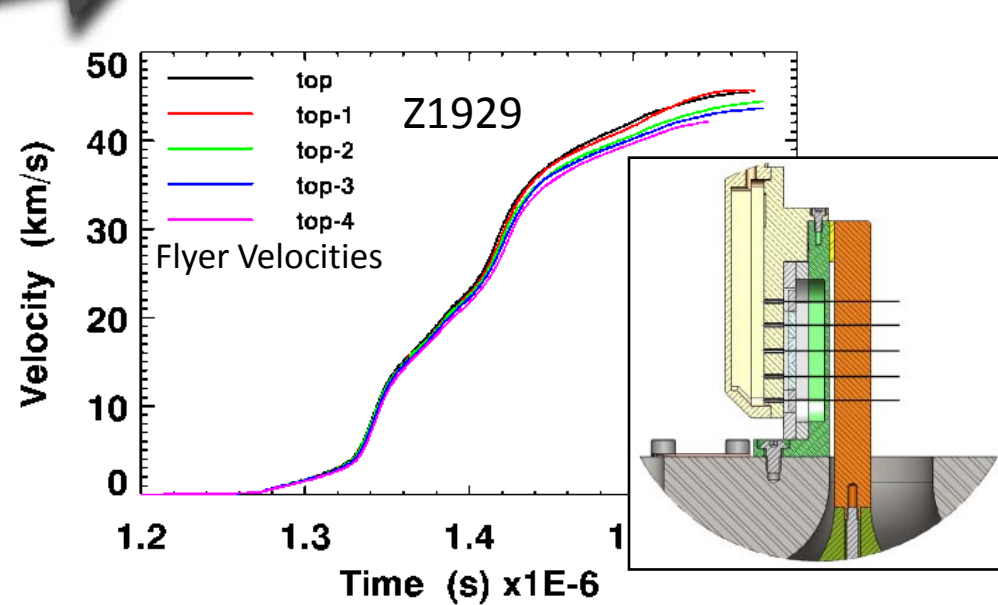 50
40
30
20
10
0
Velocity (km/s)
top
top-1
top-2
top-3
top-4
Z1929
Flyer Velocities
1.2
1.3
1.4
1
Time (s) x1E-6